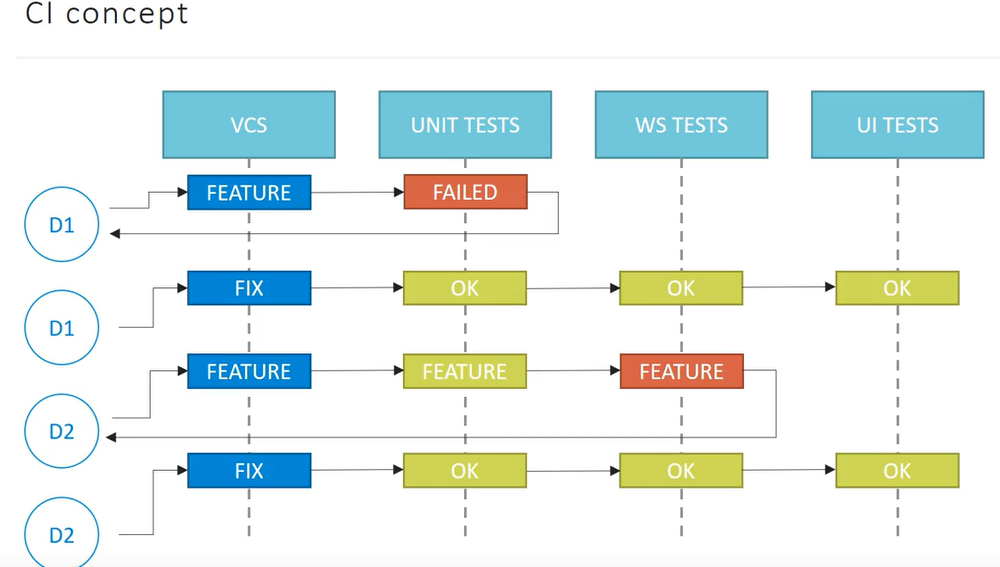 CI concept
VCS
UNIT TESTS
WS TESTS
UI TESTS
D1
FEATURE
FAILED
D1
FIX
OK
OK
OK
D2
FEATURE
FEATURE
FEATURE
D2
FIX
OK
OK
OK